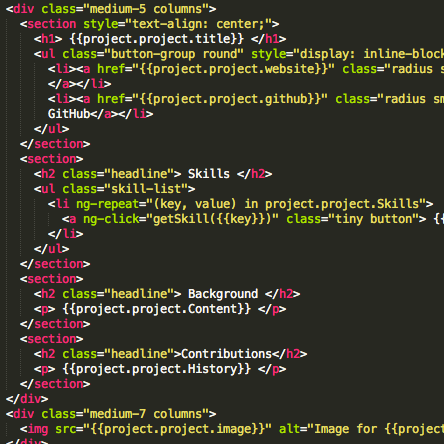 <div class="medium-5 columns">
<section style="text-align: center;">
<h1> {{project.project.title}} </h1>
<ul class="button-group round" style="display: inline-block
<li><a href="{{project.project.website}}" class="radius s
</a></li>
<li><a href="{{project.project.github}}" class="radius sm
GitHub</a></li>
</ul>
</section>
<section>
<h2 class="headline"> Skills </h2>
<ul class="skill-list">
<li ng-repeat="(key, value) in project.project.Skills">
<a ng-click="getSkill({{key}})" class="tiny button"> {{
</li>
</ul>
</section>
<section>
<h2 class="headline"> Background </h2>
<p> {{project.project.Content}} </p>
</section>
<section>
<h2 class="headline">Contributions</h2>
<p> {{project.project.History}} </p>
</section>
</div>
<div class="medium-7 columns">
<img src="{{project.project.image}}" alt="Image for {{projec
</div>